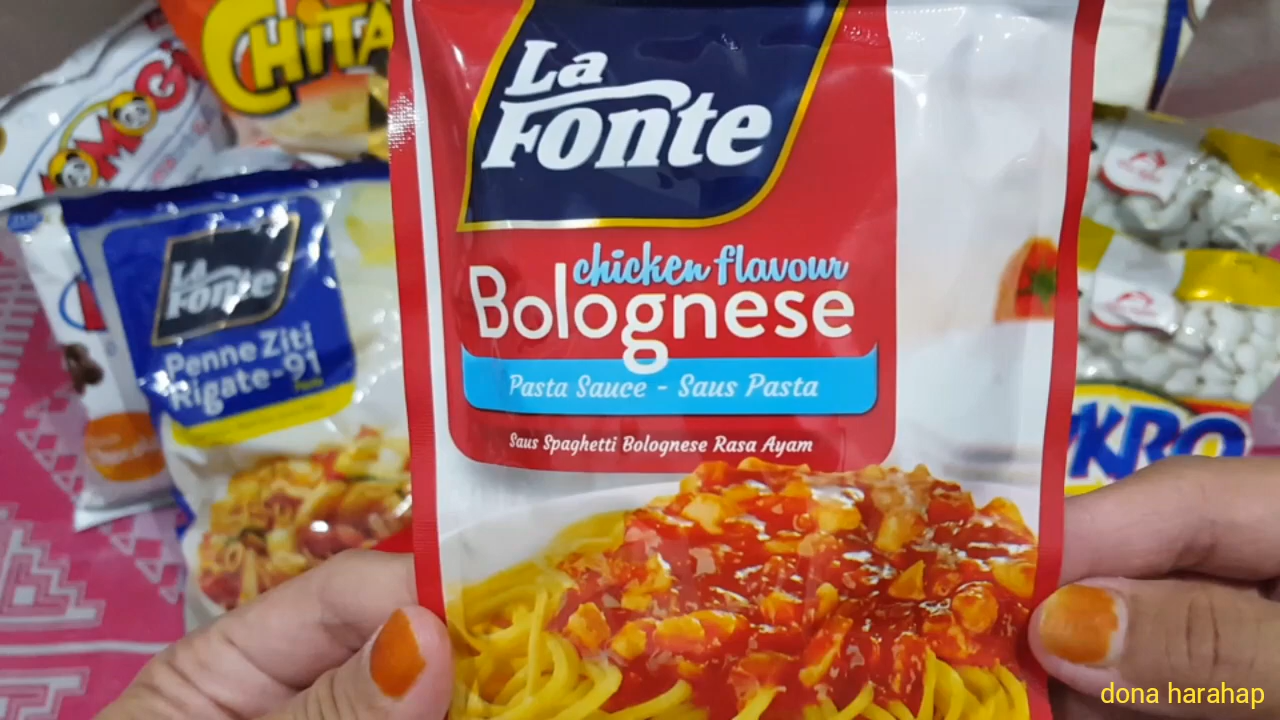 La
Fonte
chicken flavour
Bolognese
Pasta Sauce - Saus Pasta
Saus Spaghetti Bolognese Rasa Ayam
La
Fonte
Penne Ziti
Rigate-91
dona harahap